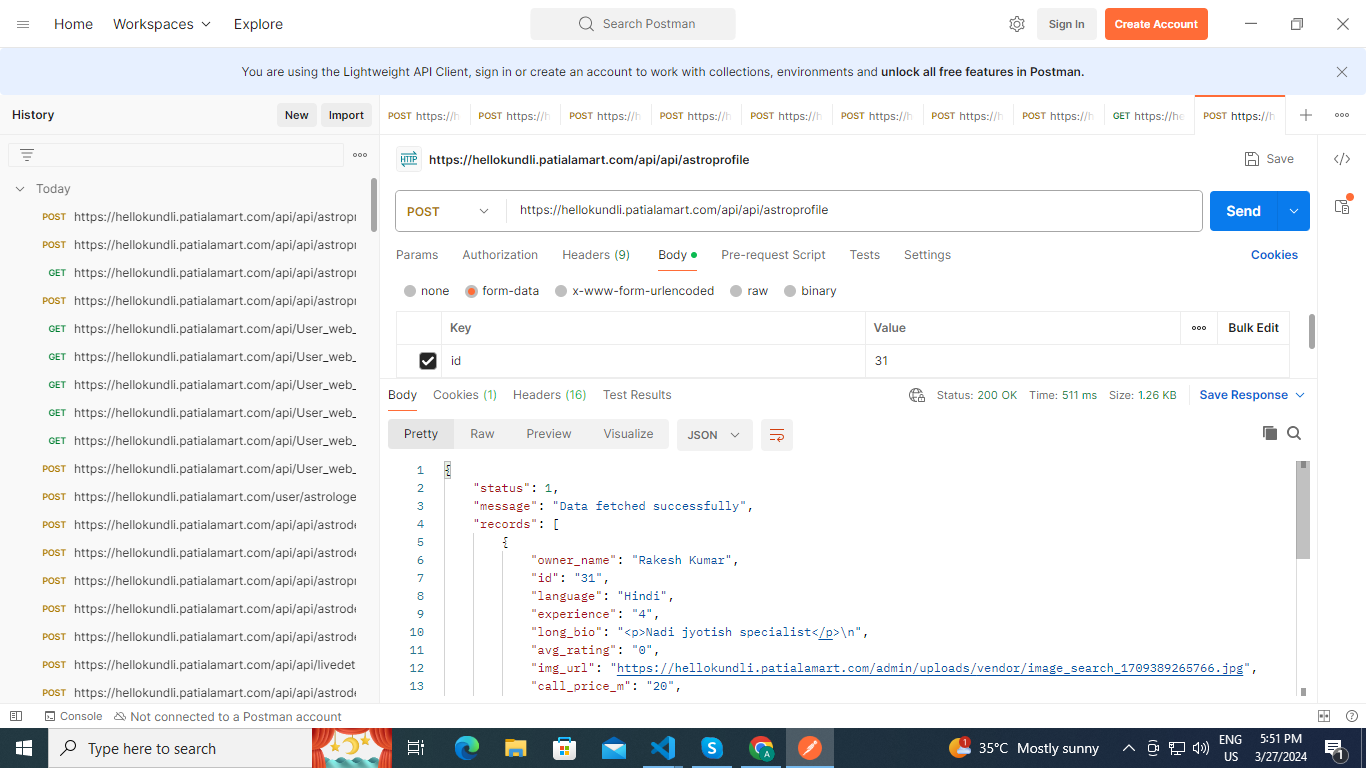 Home Workspaces Explore Search Postman Sign In Create Account
You are using the Lightweight API Client, sign in or create an account to work with collections, environments and unlock all free features in Postman.
History New Import
POST https://h POST https://h POST https://h POST https://h POST https://h POST https://h POST https://h POST https://h GET https://he POST https://h
HTTP https://hellokundli.patialamart.com/api/api/astroprofile Save
Today
POST https://hellokundli.patialamart.com/api/api/astropr
POST https://hellokundli.patialamart.com/api/api/astropr
GET https://hellokundli.patialamart.com/api/api/astropr
POST https://hellokundli.patialamart.com/api/api/astropr
GET https://hellokundli.patialamart.com/api/User_web_
GET https://hellokundli.patialamart.com/api/User_web_
GET https://hellokundli.patialamart.com/api/User_web_
GET https://hellokundli.patialamart.com/api/User_web_
GET https://hellokundli.patialamart.com/api/User_web_
POST https://hellokundli.patialamart.com/api/User_web_
POST https://hellokundli.patialamart.com/user/astrologe
POST https://hellokundli.patialamart.com/api/api/astrode
POST https://hellokundli.patialamart.com/api/api/astrode
POST https://hellokundli.patialamart.com/api/api/astropr
POST https://hellokundli.patialamart.com/api/api/astrode
POST https://hellokundli.patialamart.com/api/api/astrode
POST https://hellokundli.patialamart.com/api/api/livedet
POST https://hellokundli.patialamart.com/api/api/astrode
POST https://hellokundli.patialamart.com/api/api/astroprofile Send
Params Authorization Headers (9) Body Pre-request Script Tests Settings Cookies
none form-data x-www-form-urlencoded raw binary
Key Value Bulk Edit
id 31
Body Cookies (1) Headers (16) Test Results Status: 200 OK Time: 511 ms Size: 1.26 KB Save Response
Pretty Raw Preview Visualize JSON
1 {
2 "status": 1,
3 "message": "Data fetched successfully",
4 "records": [
5 {
6 "owner_name": "Rakesh Kumar",
7 "id": "31",
8 "language": "Hindi",
9 "experience": "4",
10 "long_bio": "<p>Nadi jyotish specialist</p>\n",
11 "avg_rating": "0",
12 "img_url": "https://hellokundli.patialamart.com/admin/uploads/vendor/image_search_1709389265766.jpg",
13 "call_price_m": "20",
Console Not connected to a Postman account
Type here to search 1 35°C Mostly sunny ENG US 5:51 PM 3/27/2024 1